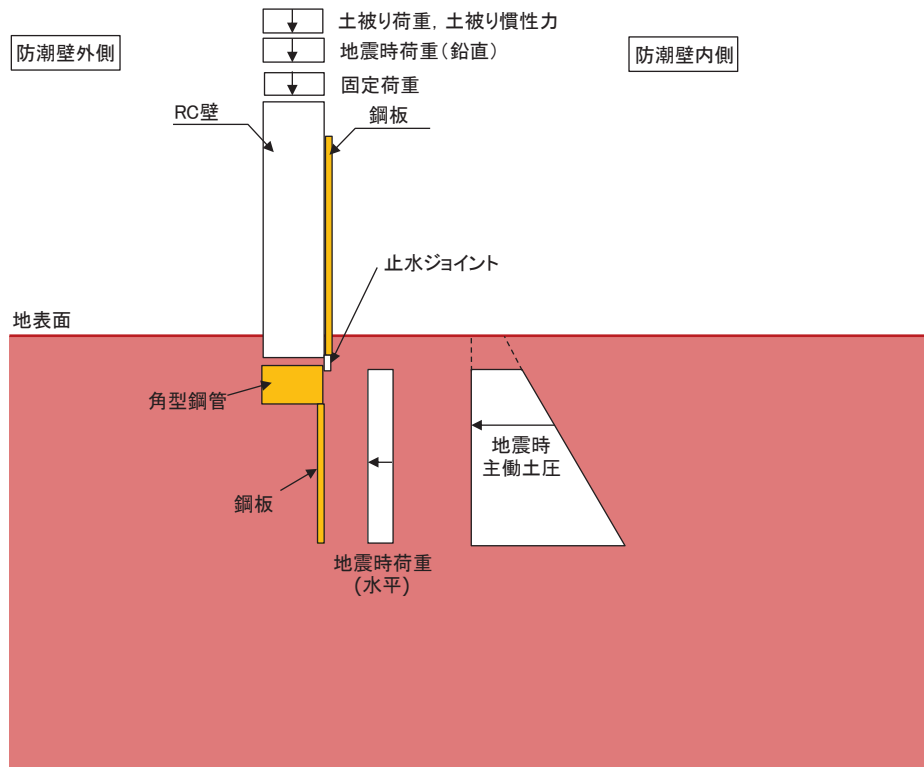 土被り荷重，土被り慣性力
地震時荷重（鉛直）
防潮壁外側
防潮壁内側
固定荷重
RC壁
鋼板
止水ジョイント
地表面
角型鋼管
地震時
主働土圧
鋼板
地震時荷重
(水平)